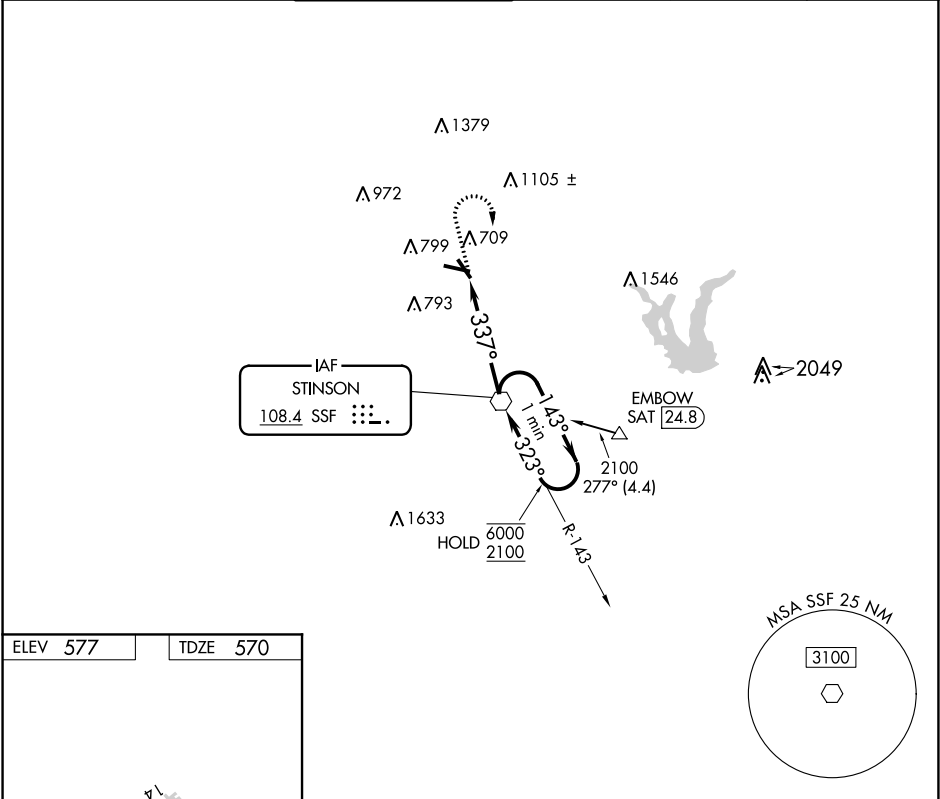 1379
1105 ±
972
799
709
1546
793
337°
2049
IAF
STINSON
108.4 SSF
EMBOW
SAT 24.8
143°
1 min
323°
2100
277° (4.4)
1633
HOLD 6000
2100
R-143
MSA SSF 25 NM
3100
ELEV 577
TDZE 570
14